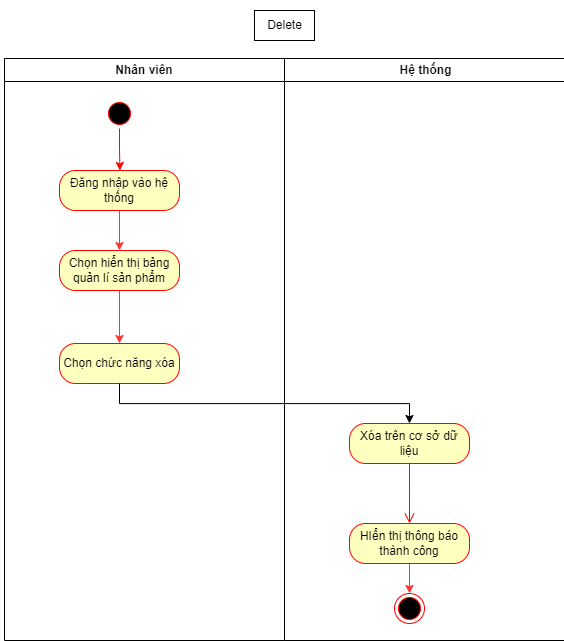 Delete
Nhân viên
Hệ thống
Đăng nhập vào hệ
thống
Chọn hiển thị bảng
quản lí sản phẩm
Chọn chức năng xóa
Xóa trên cơ sở dữ
liệu
HIển thị thông báo
thành công